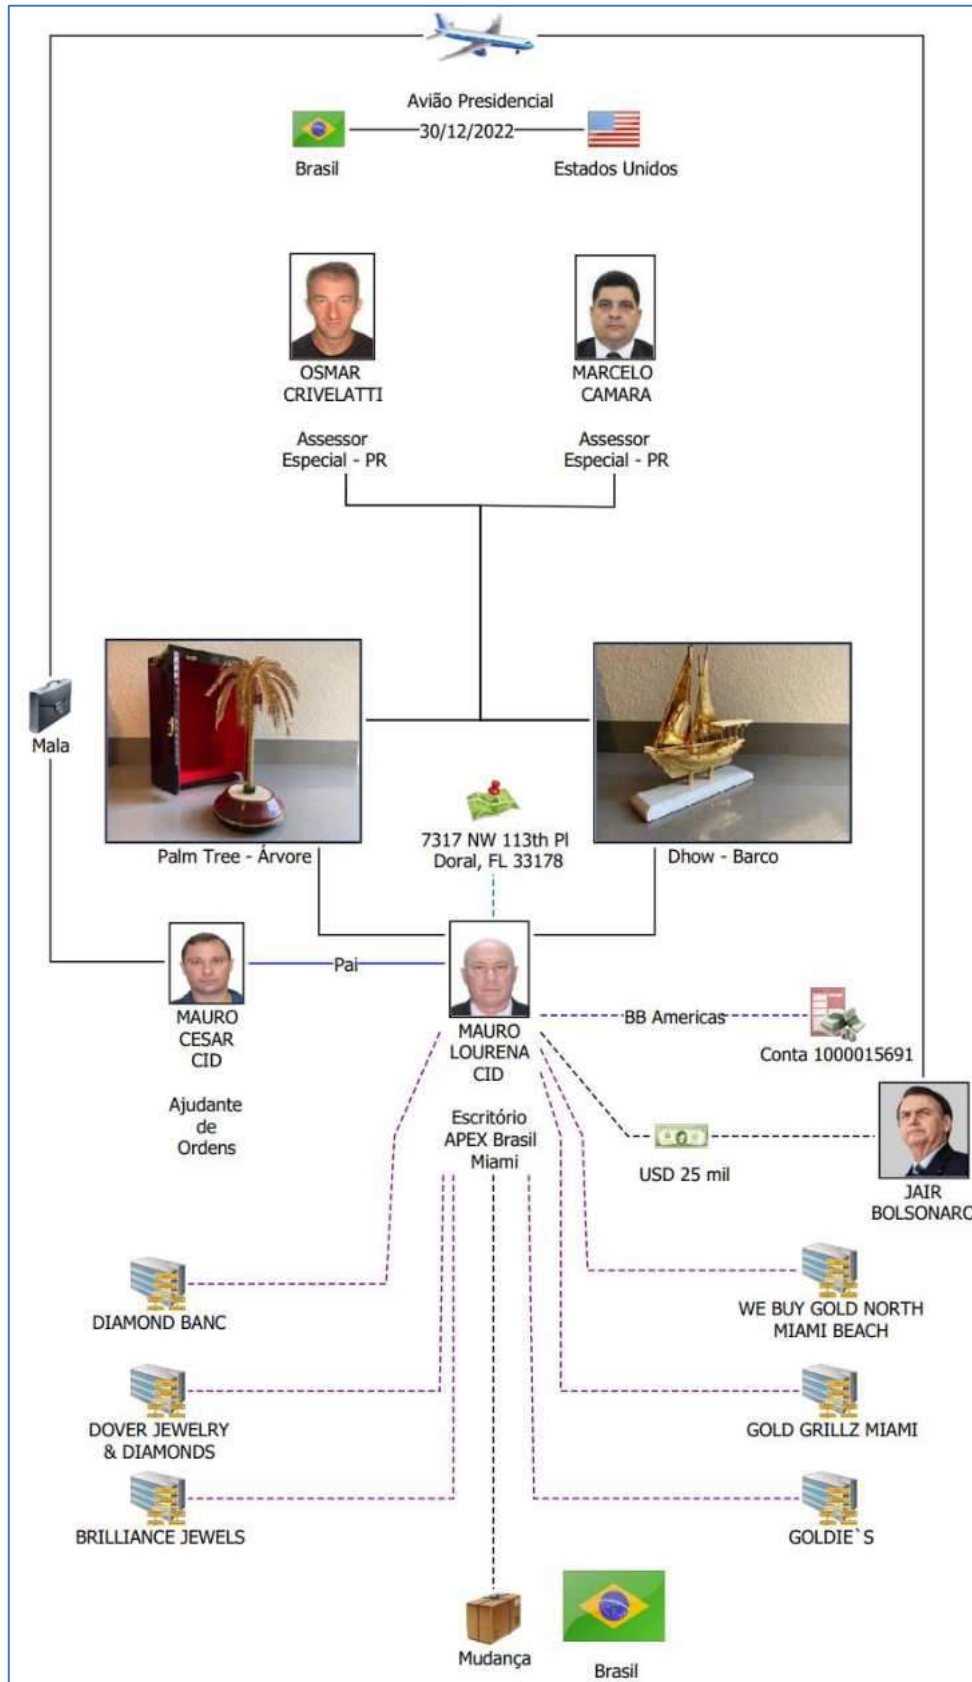 Avião Presidencial
30/12/2022
Brasil
Estados Unidos
OSMAR
CRIVELATTI
Assessor
Especial - PR
MARCELO
CAMARA
Assessor
Especial - PR
Mala
Palm Tree - Árvore
7317 NW 113th Pl
Doral, FL 33178
Dhow - Barco
Pai
MAURO
CESAR
CID
Ajudante
de
Ordens
MAURO
LOURENA
CID
Escritório
APEX Brasil
Miami
BB Americas
Conta 1000015691
USD 25 mil
JAIR
BOLSONARO
DIAMOND BANC
WE BUY GOLD NORTH
MIAMI BEACH
DOVER JEWELRY
& DIAMONDS
GOLD GRILLZ MIAMI
BRILLIANCE JEWELS
GOLDIE`S
Mudança
Brasil